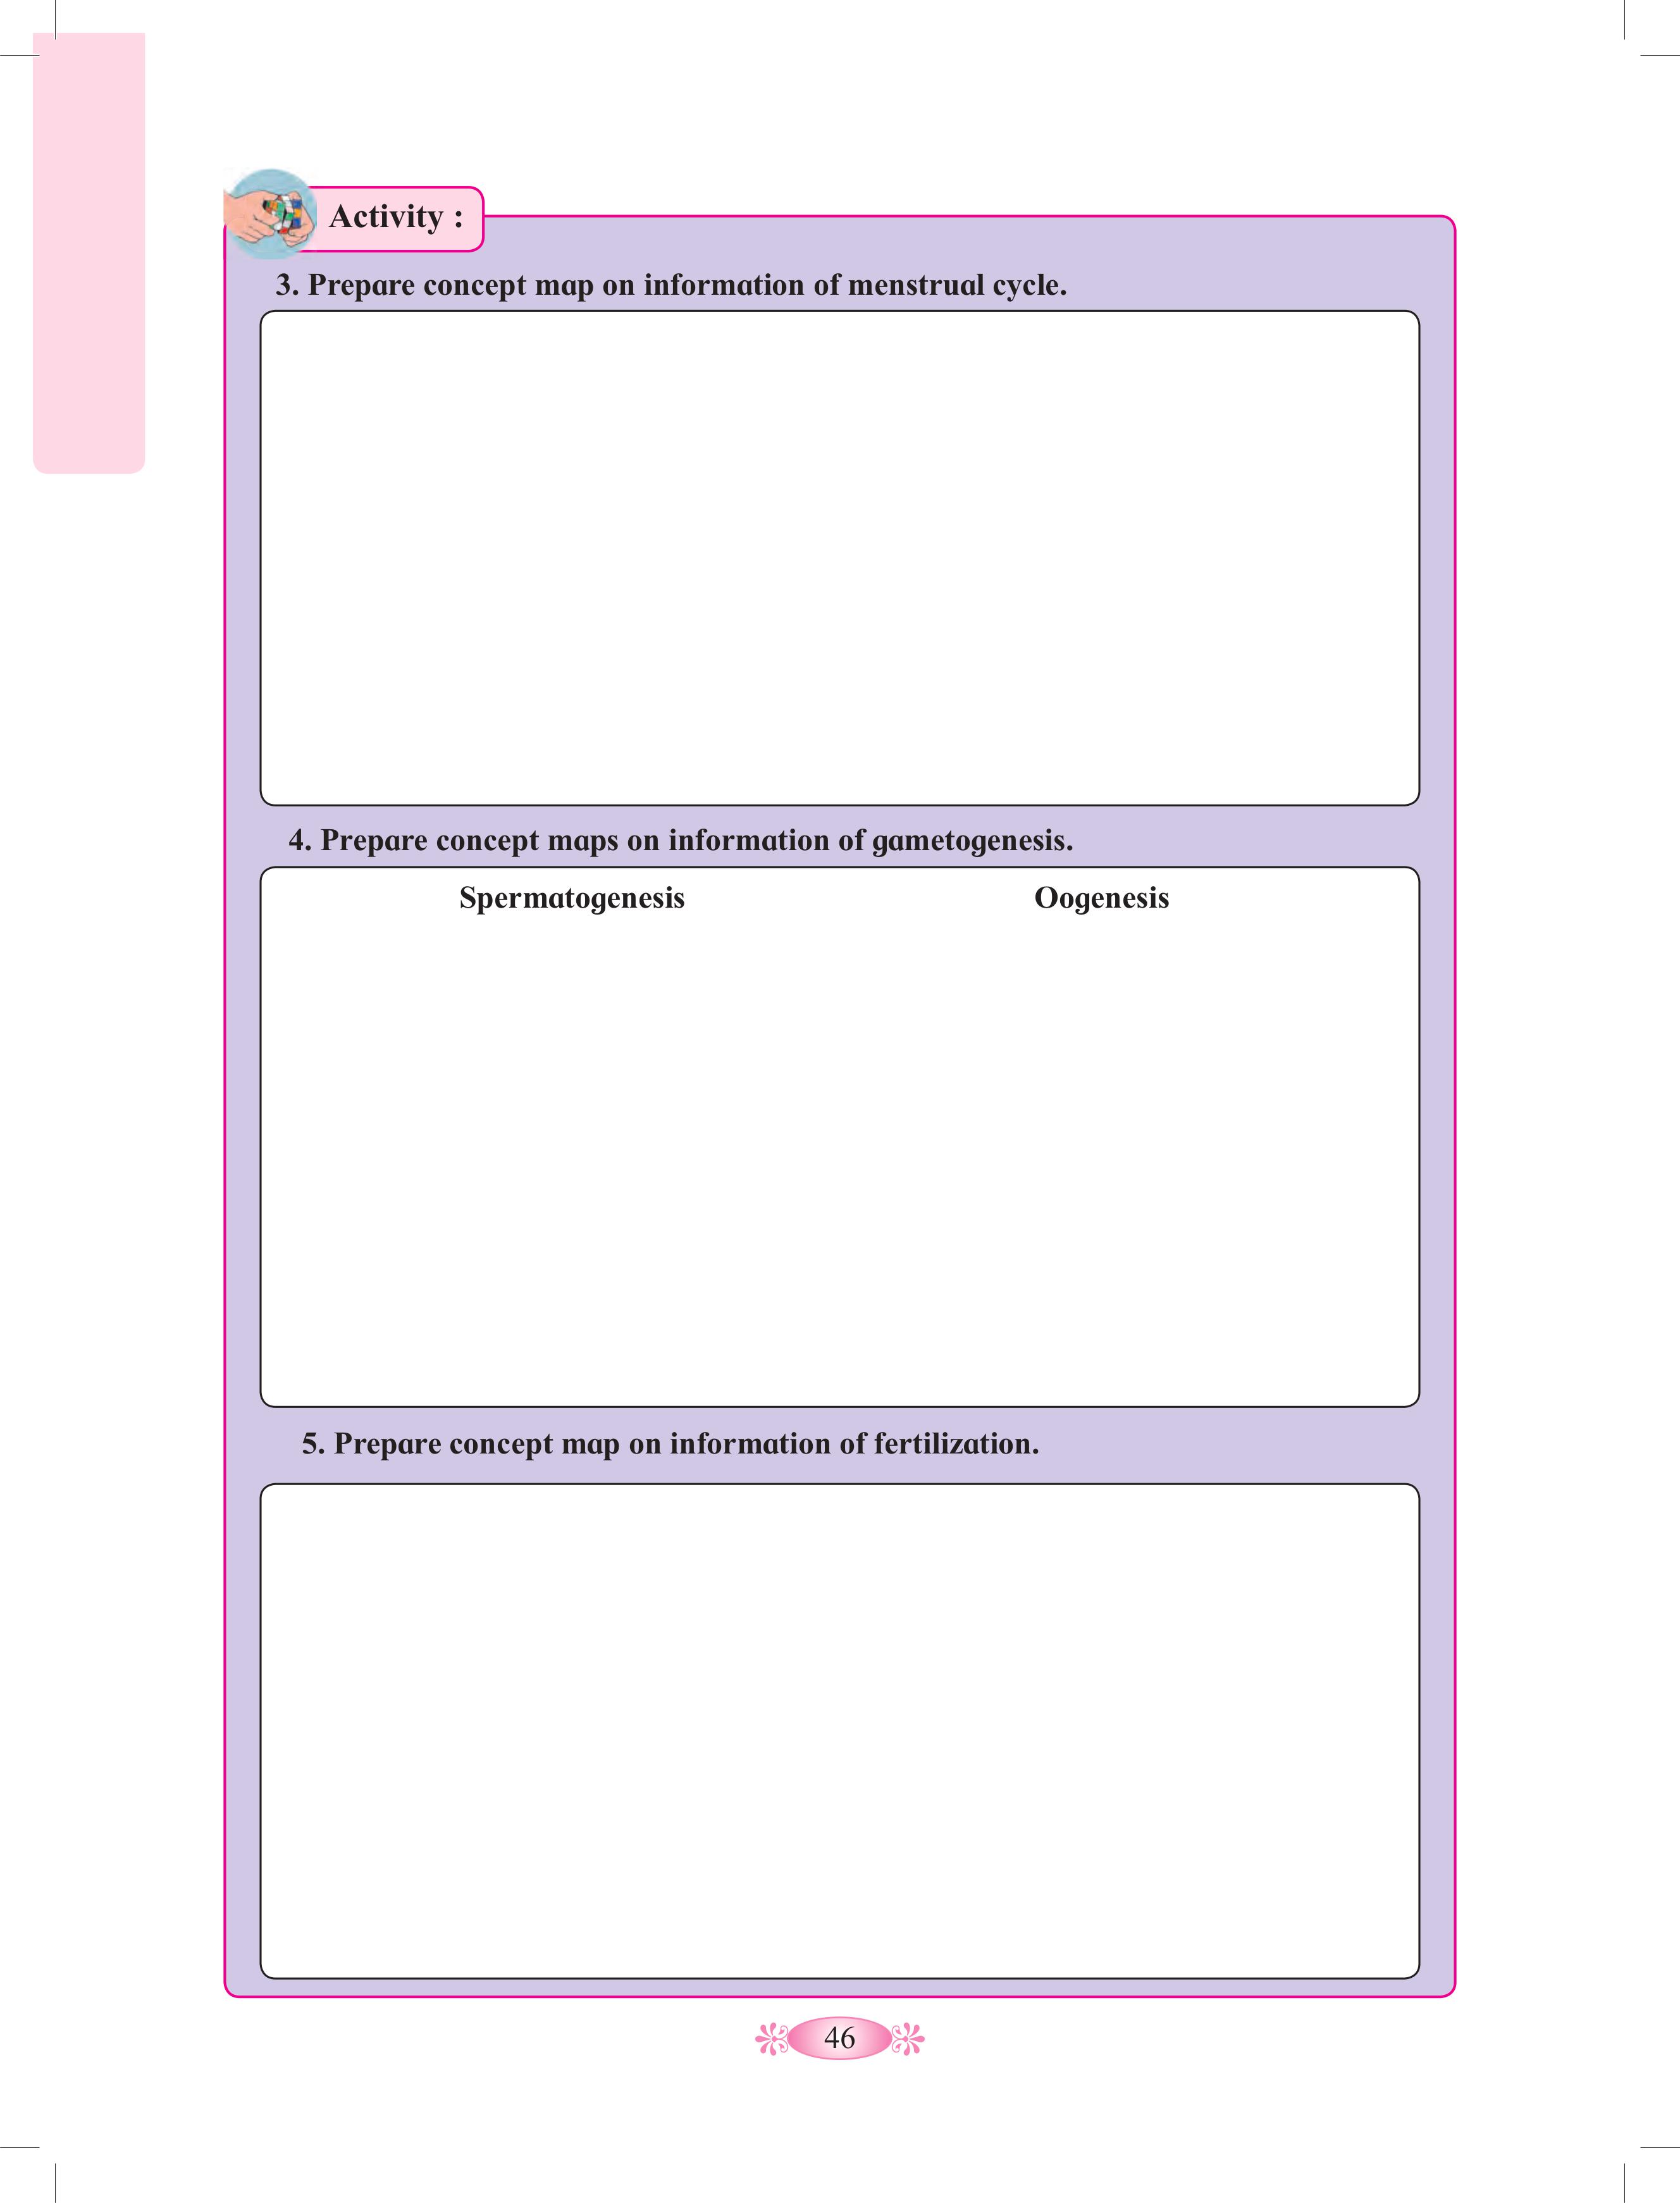 Activity :
3. Prepare concept map on information of menstrual cycle.
4. Prepare concept maps on information of gametogenesis.
Spermatogenesis Oogenesis
5. Prepare concept map on information of fertilization.
46